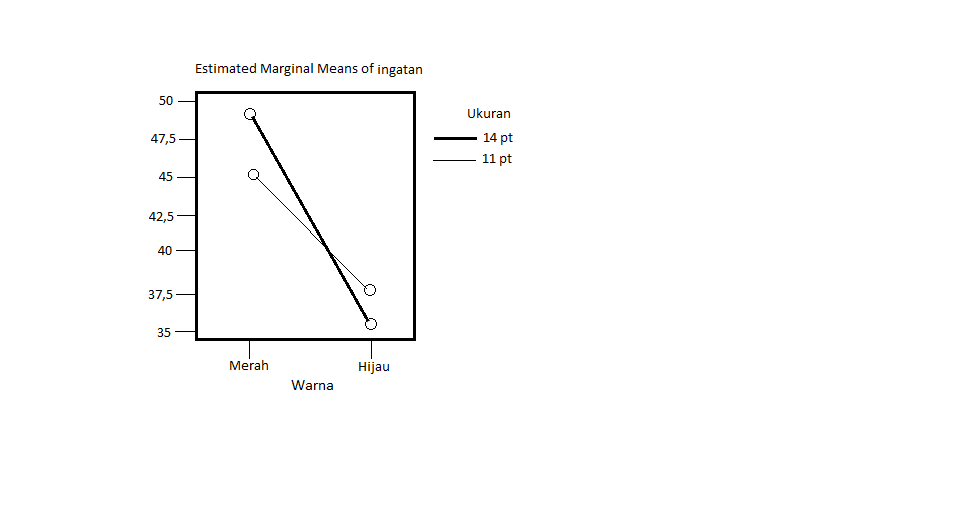 Estimated Marginal Means of ingatan
50
47,5
45
42,5
40
37,5
35
Merah
Hijau
Warna
Ukuran
14 pt
11 pt